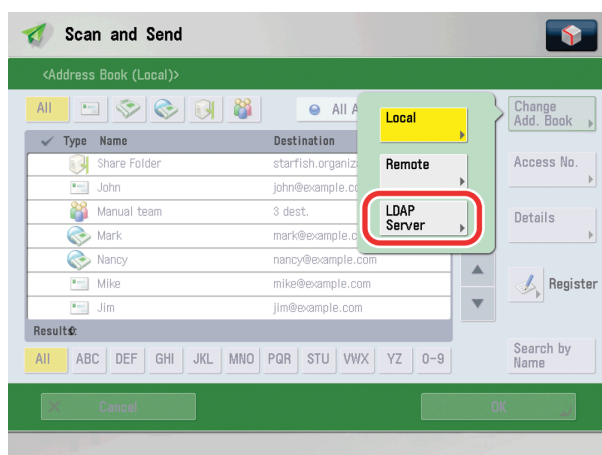 Scan and Send
<Address Book (Local)>
All
All A
Change
Add. Book
Local
Remote
LDAP
Server
Type Name Destination
Share Folder starfish.organiz
John john@example.co
Manual team 3 dest.
Mark mark@example.c
Nancy nancy@example.com
Mike mike@example.com
Jim jim@example.com
Access No.
Details
Register
Results:
All ABC DEF GHI JKL MNO PQR STU VWX YZ 0-9
Search by
Name
Cancel OK